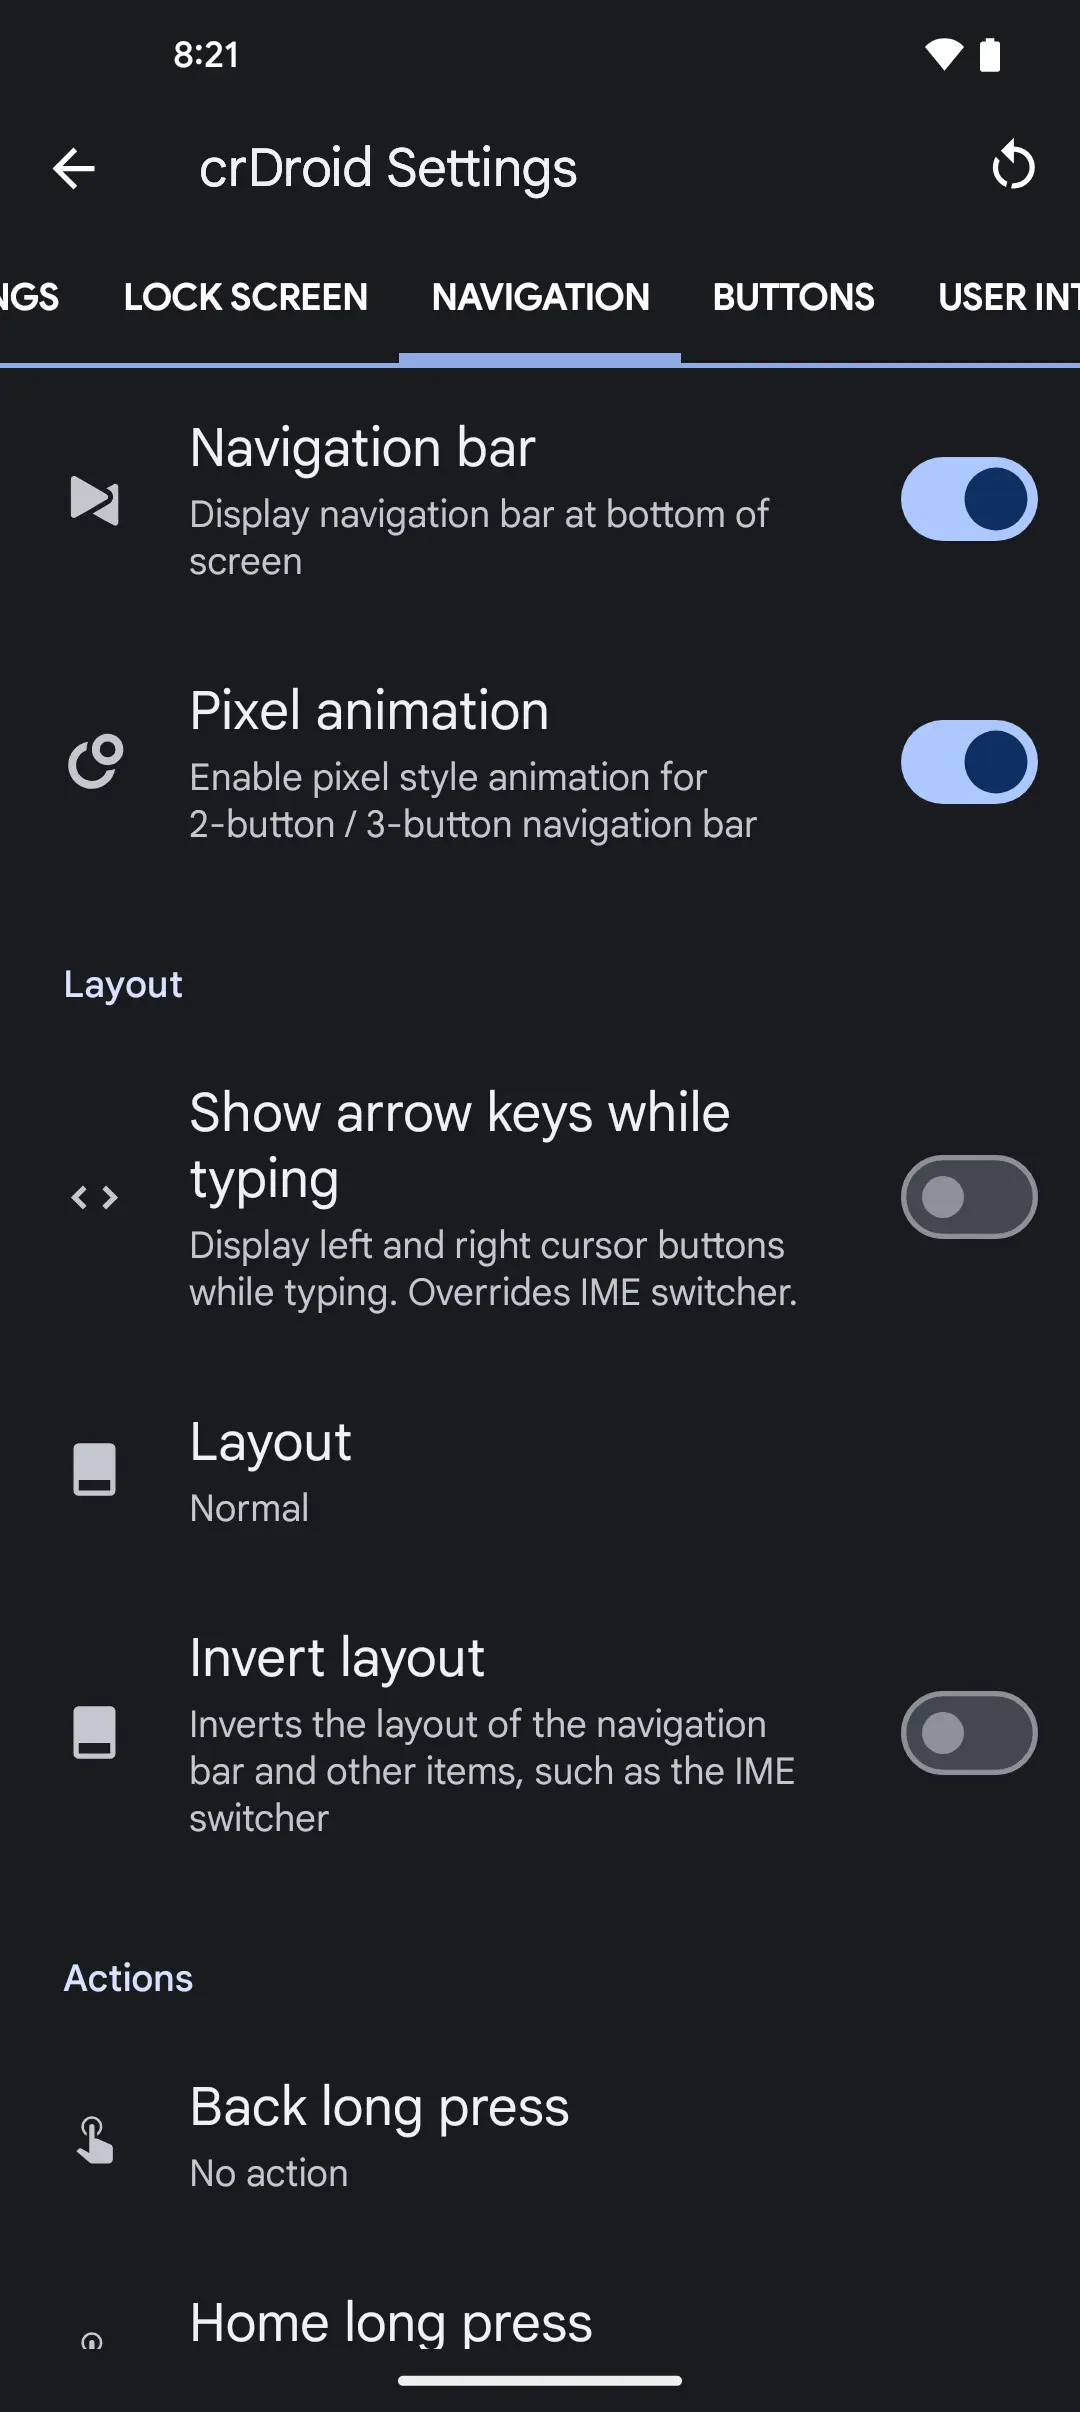 8:21
crDroid Settings
NGS LOCK SCREEN NAVIGATION BUTTONS USER INT
Navigation bar
Display navigation bar at bottom of
screen
Pixel animation
Enable pixel style animation for
2-button / 3-button navigation bar
Layout
Show arrow keys while
typing
Display left and right cursor buttons
while typing. Overrides IME switcher.
Layout
Normal
Invert layout
Inverts the layout of the navigation
bar and other items, such as the IME
switcher
Actions
Back long press
No action
Home long press